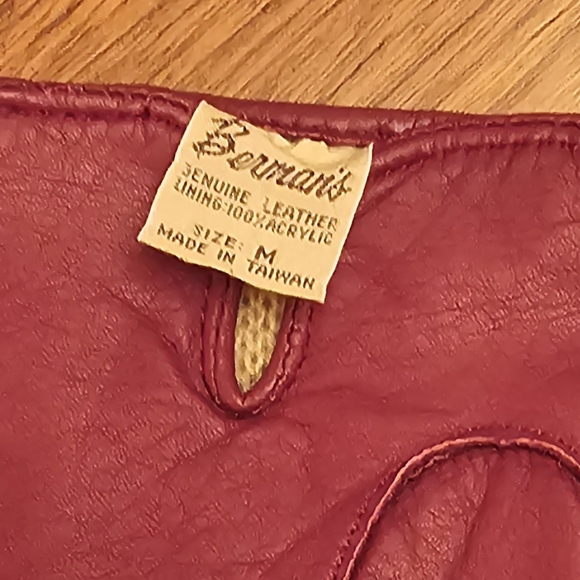 Berman's
GENUINE LEATHER
LINING:100%ACRYLIC
SIZE: M
MADE IN TAIWAN